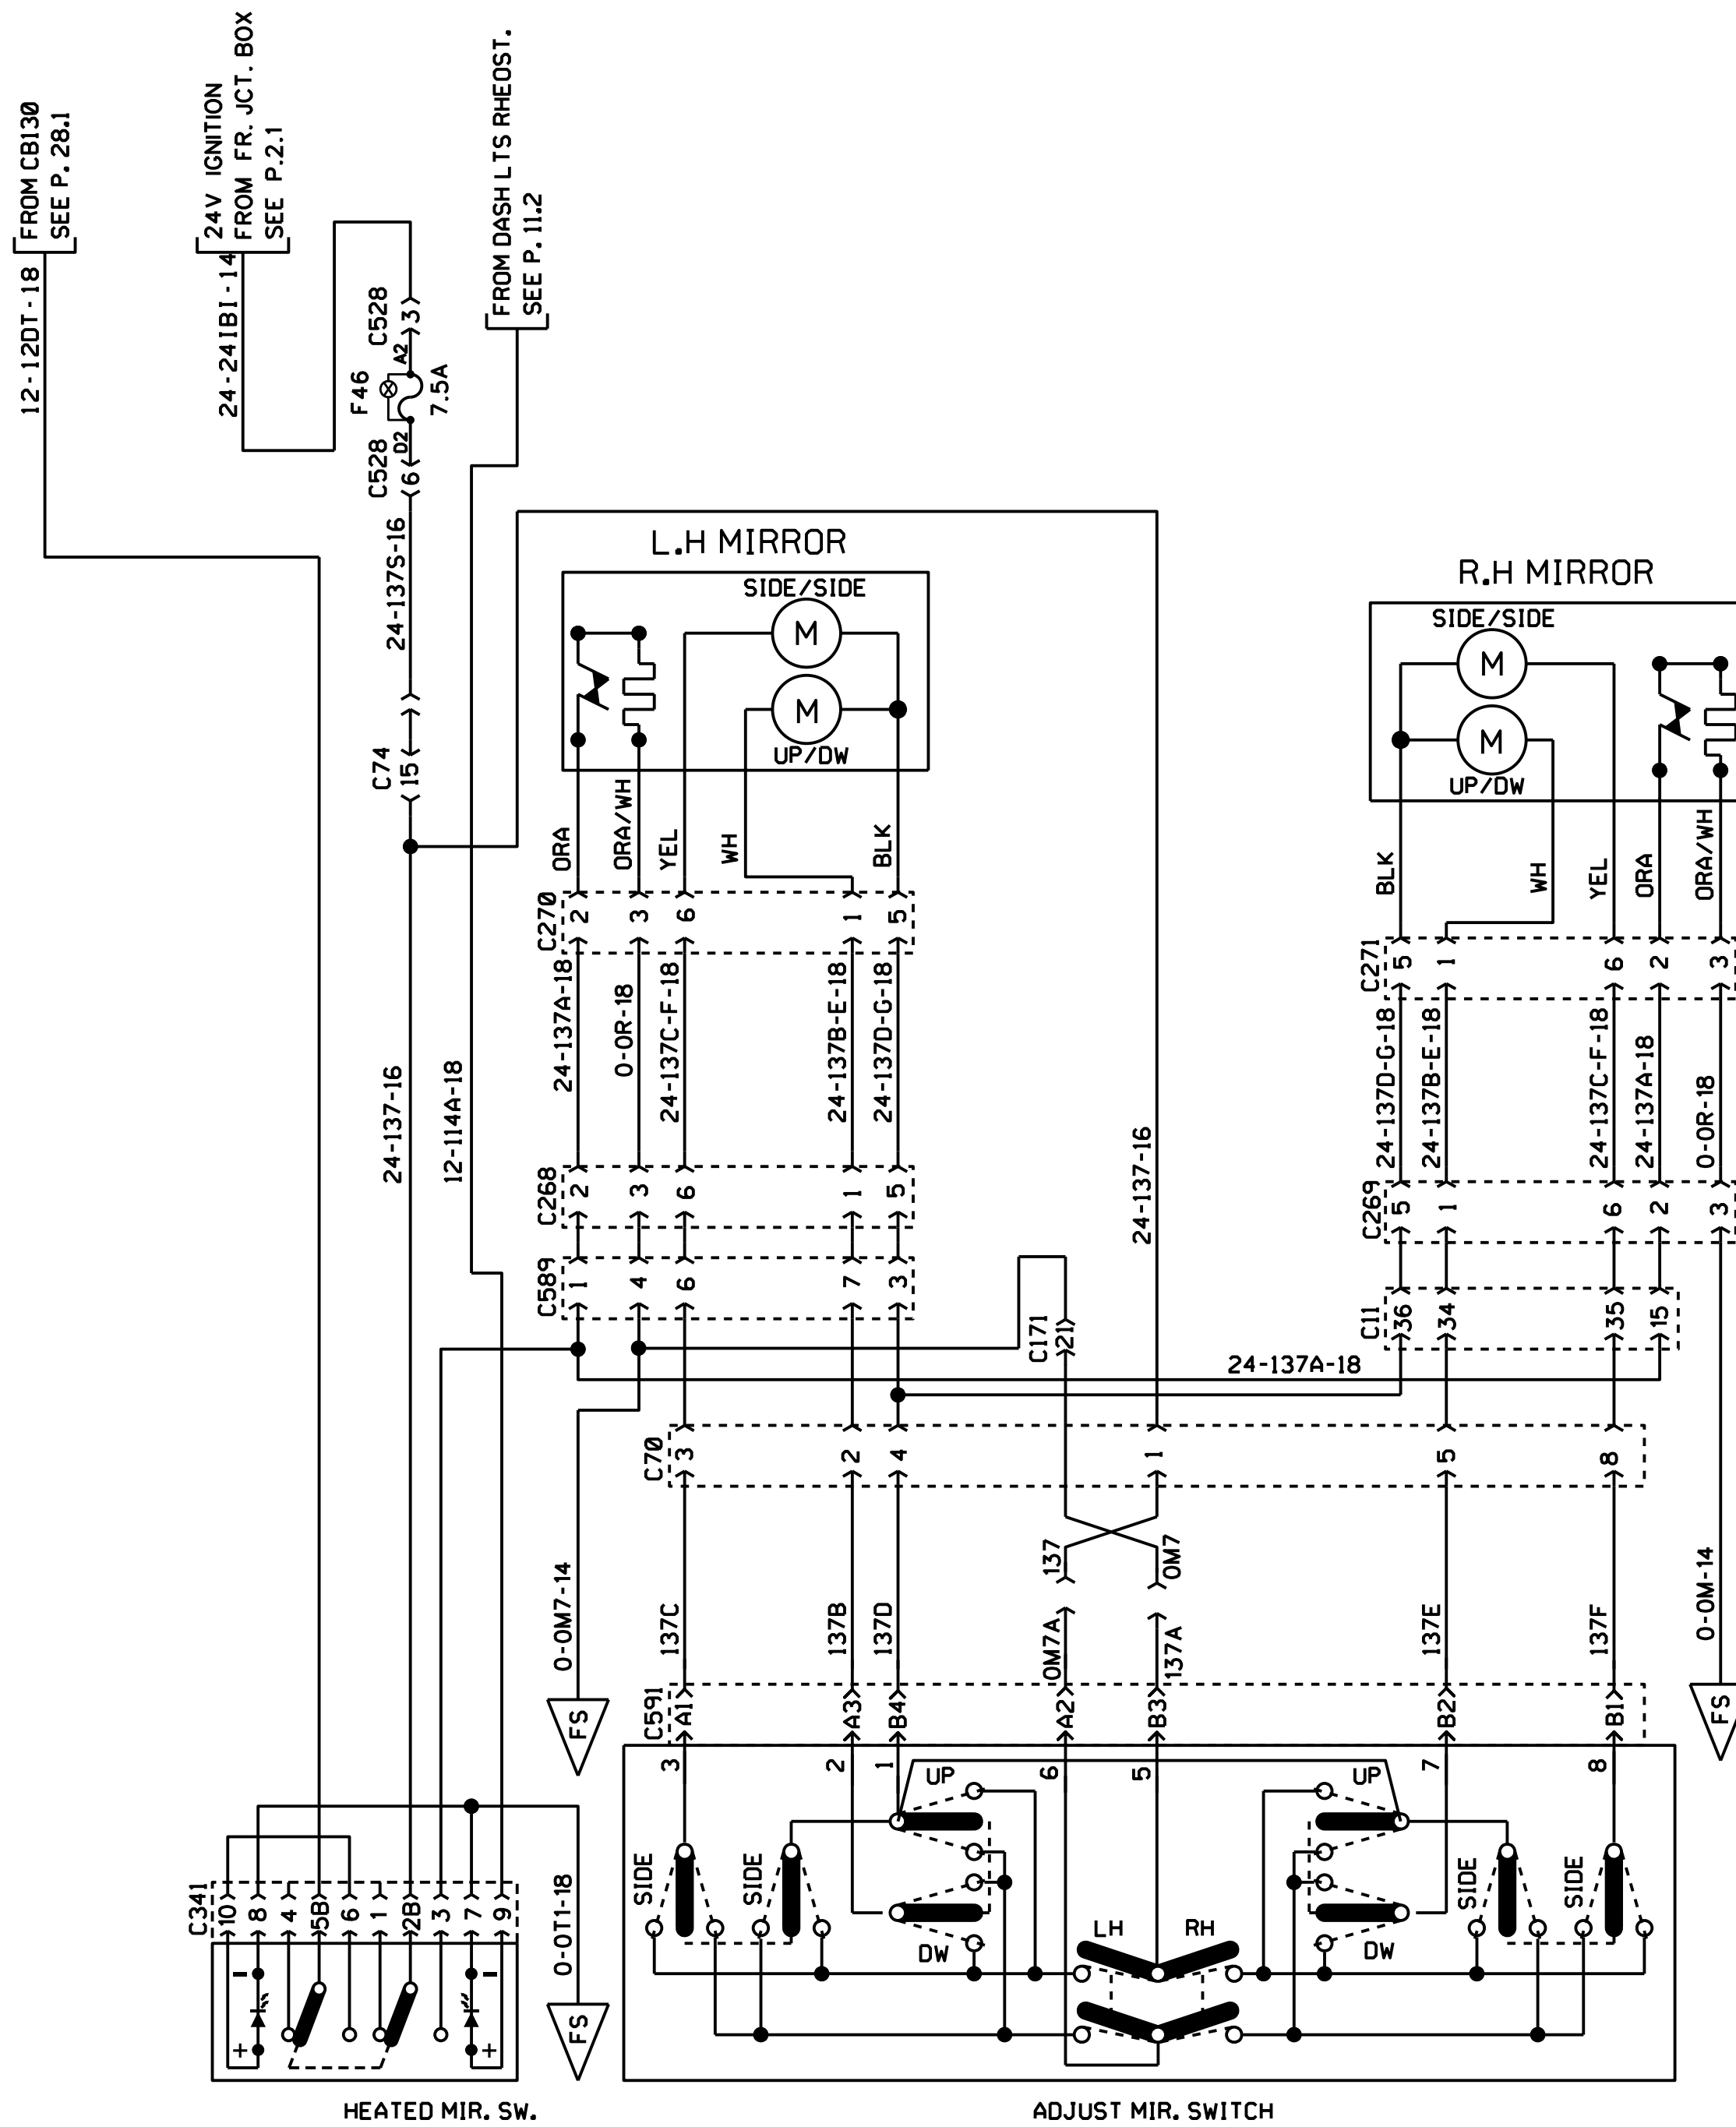 FROM CB130
SEE P. 28.1
12-12DT-18
24V IGNITION
FROM FR. JCT. BOX
SEE P.2.1
24-24IBI-14
C528
3
A2
F46
7.5A
D2
C528
6
24-137S-16
C74
15
FROM DASH LTS RHEOST.
SEE P. 11.2
24-137-16
12-114A-18
L.H MIRROR
SIDE/SIDE
M
M
UP/DW
ORA
ORA/WH
YEL
WH
BLK
C270
2
3
6
1
5
24-137A-18
0-0R-18
24-137C-F-18
24-137B-E-18
24-137D-G-18
C268
2
3
6
1
5
C589
1
4
6
7
3
24-137-16
C171
21
R.H MIRROR
SIDE/SIDE
M
M
UP/DW
BLK
WH
YEL
ORA
ORA/WH
C271
5
1
6
2
3
24-137D-G-18
24-137B-E-18
24-137C-F-18
24-137A-18
0-0R-18
C269
5
1
6
2
3
C11
36
34
35
15
24-137A-18
C70
3
2
4
1
5
8
137
0M7
0-0M7-14
137C
137B
137D
0M7A
137A
137E
137F
0-0M-14
FS
FS
C591
A1
A3
B4
A2
B3
B2
B1
3
2
1
6
5
7
8
UP
UP
SIDE
SIDE
SIDE
SIDE
DW
LH
RH
DW
C341
10
8
4
5B
6
1
2B
3
7
9
0-0T1-18
FS
-
-
+
+
HEATED MIR. SW.
ADJUST MIR. SWITCH